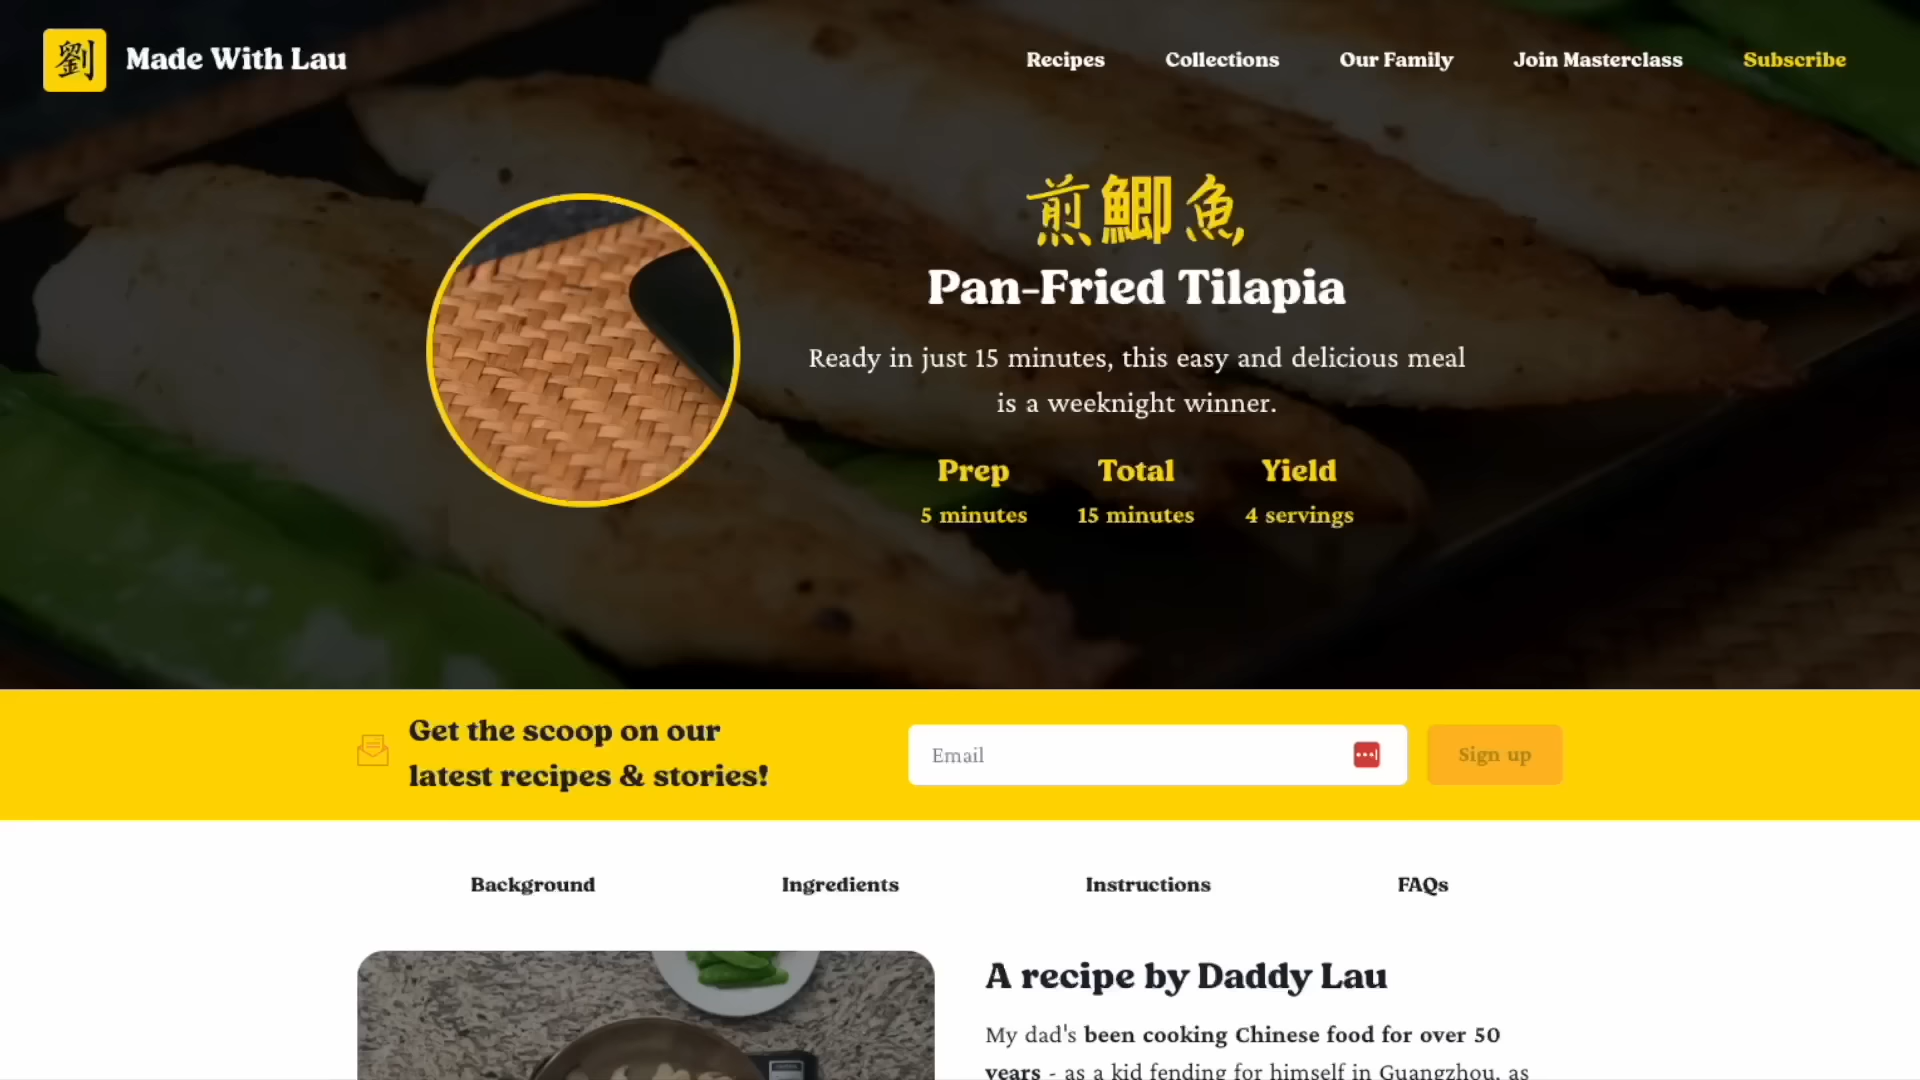 劉
Made With Lau
Recipes
Collections
Our Family
Join Masterclass
Subscribe
煎鯽魚
Pan-Fried Tilapia
Ready in just 15 minutes, this easy and delicious meal
is a weeknight winner.
Prep
Total
Yield
5 minutes
15 minutes
4 servings
Get the scoop on our
latest recipes & stories!
Email
Sign up
Background
Ingredients
Instructions
FAQs
A recipe by Daddy Lau
My dad's been cooking Chinese food for over 50
years - as a kid fending for himself in Guangzhou, as